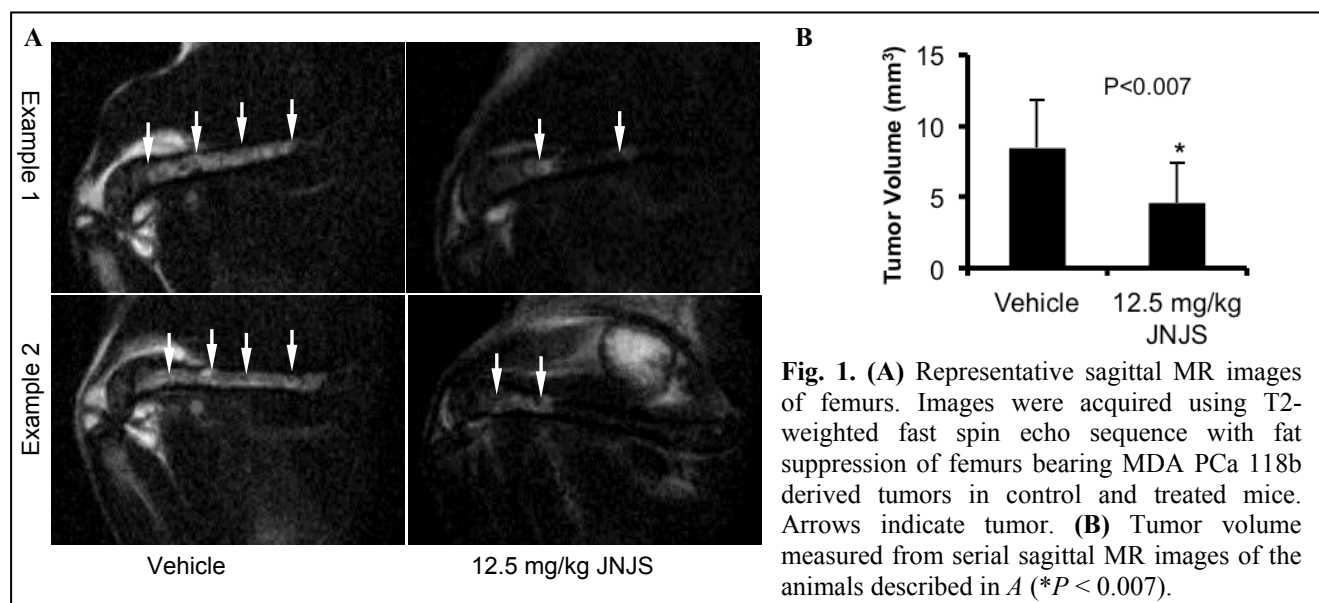 A
Example 1
Example 2
Vehicle
12.5 mg/kg JNJS
B
Tumor Volume (mm³)
15
10
5
0
P<0.007
*
Vehicle
12.5 mg/kg
JNJS
Fig. 1. (A) Representative sagittal MR images
of femurs. Images were acquired using T2-
weighted fast spin echo sequence with fat
suppression of femurs bearing MDA PCa 118b
derived tumors in control and treated mice.
Arrows indicate tumor. (B) Tumor volume
measured from serial sagittal MR images of the
animals described in A (*P < 0.007).